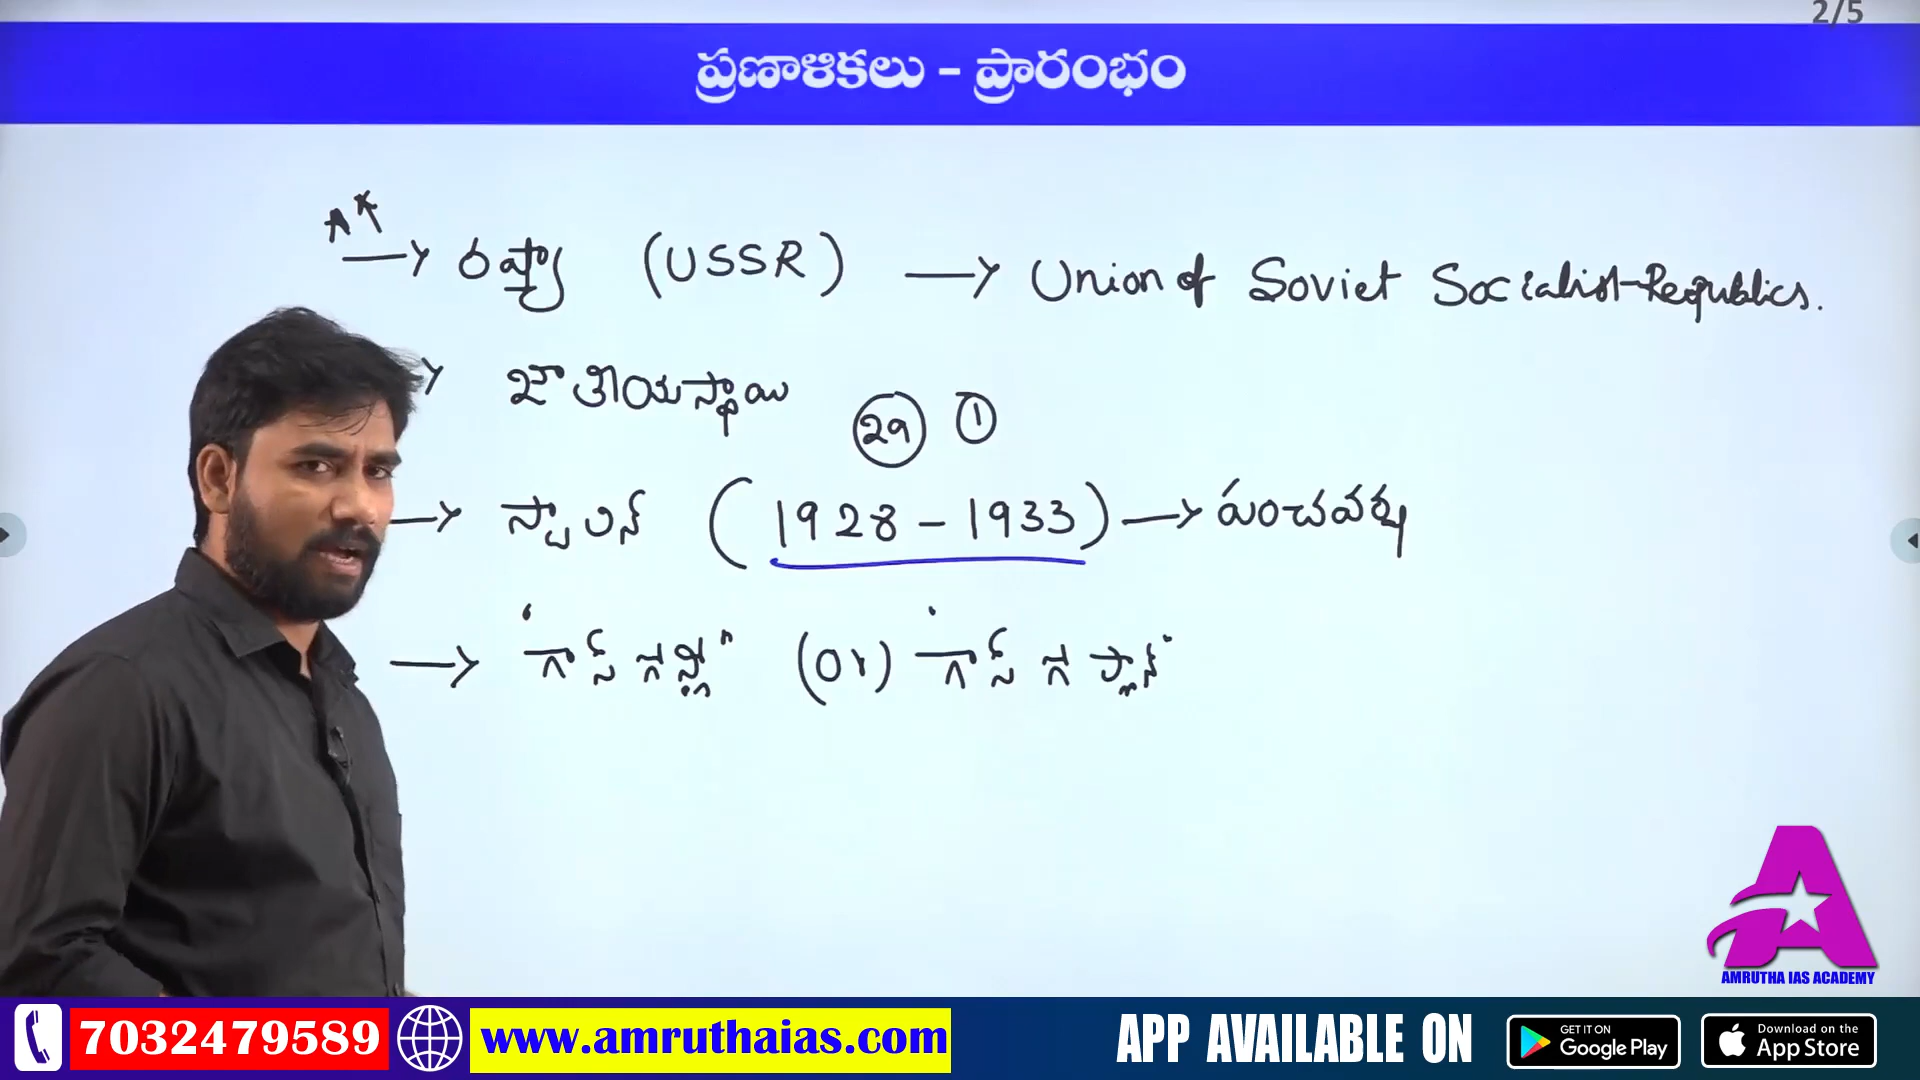 2/5
ప్రణాళికలు - ప్రారంభం
→ రష్యా (USSR) → Union of Soviet Socialist Republics.
జాతీయస్థాయి
29 1
→ స్టాలిన్ (1928 - 1933) → పంచవర్ష
→ "గాస్ గన్లి" (or) "గాస్ గ ప్లాన్"
AMRUTHA IAS ACADEMY
7032479589 www.amruthaias.com APP AVAILABLE ON GET IT ON Google Play Download on the App Store